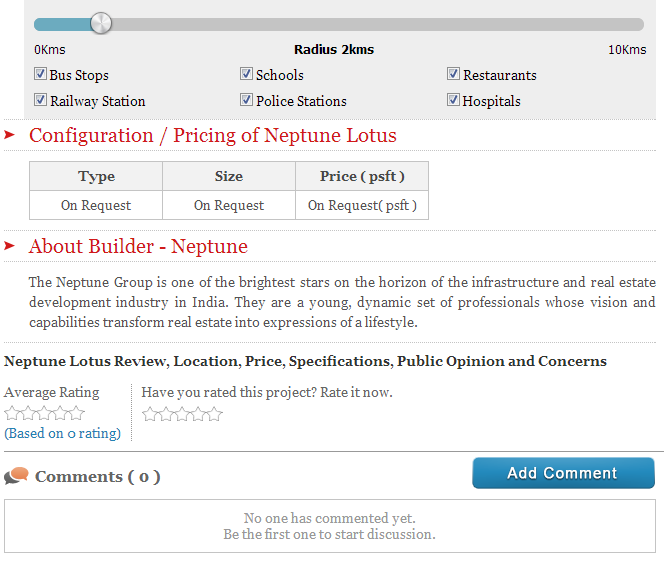 0Kms Radius 2kms 10Kms
Bus Stops Schools Restaurants
Railway Station Police Stations Hospitals
Configuration / Pricing of Neptune Lotus
Type Size Price ( psft )
On Request On Request On Request( psft )
About Builder - Neptune
The Neptune Group is one of the brightest stars on the horizon of the infrastructure and real estate
development industry in India. They are a young, dynamic set of professionals whose vision and
capabilities transform real estate into expressions of a lifestyle.
Neptune Lotus Review, Location, Price, Specifications, Public Opinion and Concerns
Average Rating Have you rated this project? Rate it now.
(Based on 0 rating)
Comments ( 0 ) Add Comment
No one has commented yet.
Be the first one to start discussion.